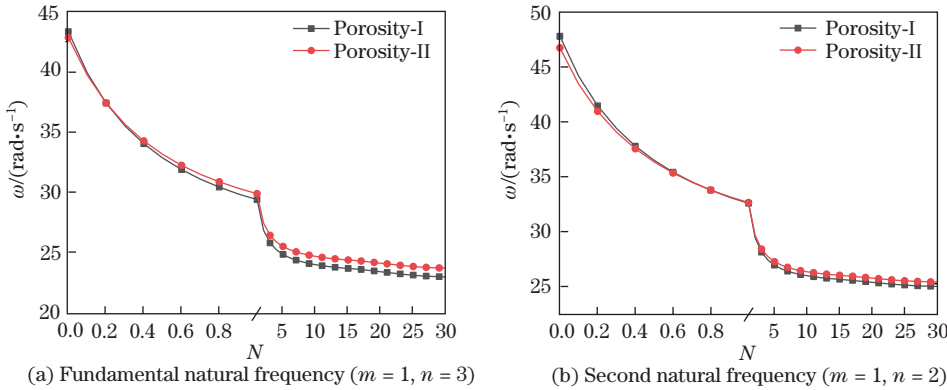 45
40
35
30
25
20
ω/(rad•s⁻¹)
Porosity-I
Porosity-II
0.0 0.2 0.4 0.6 0.8 5 10 15 20 25 30
N
(a) Fundamental natural frequency (m = 1, n = 3)
50
45
40
35
30
25
ω/(rad•s⁻¹)
Porosity-I
Porosity-II
0.0 0.2 0.4 0.6 0.8 5 10 15 20 25 30
N
(b) Second natural frequency (m = 1, n = 2)